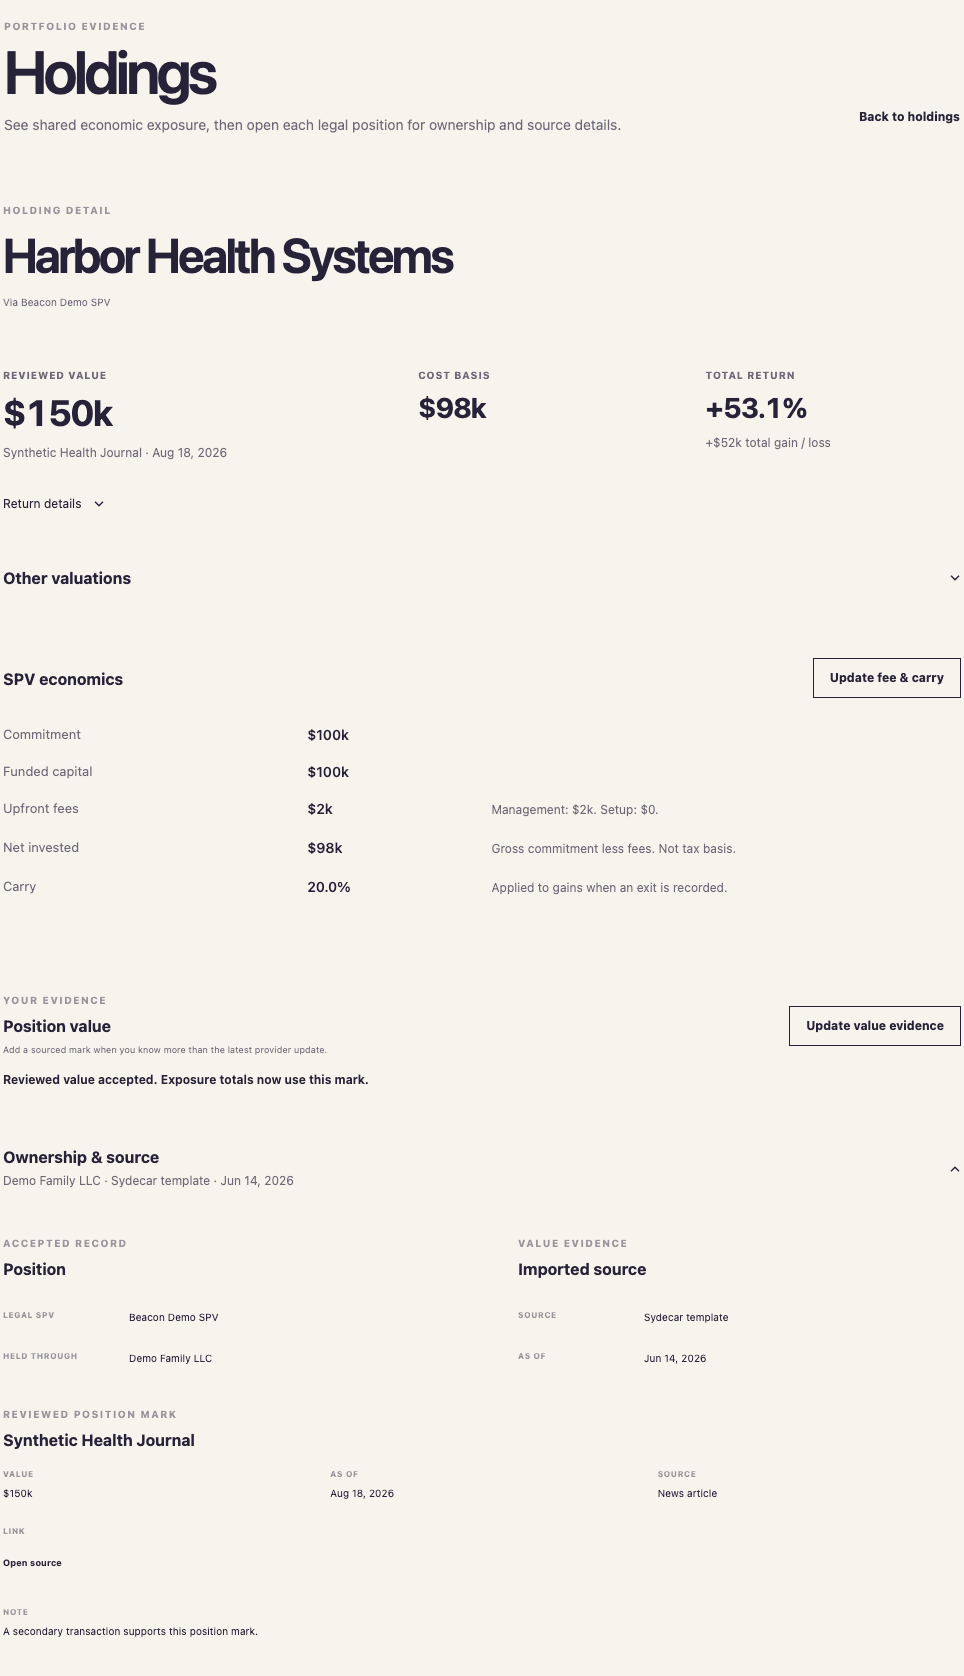 PORTFOLIO EVIDENCE
Holdings
See shared economic exposure, then open each legal position for ownership and source details.
Back to holdings
HOLDING DETAIL
Harbor Health Systems
Via Beacon Demo SPV
REVIEWED VALUE
$150k
Synthetic Health Journal · Aug 18, 2026
COST BASIS
$98k
TOTAL RETURN
+53.1%
+$52k total gain / loss
Return details
Other valuations
SPV economics
Update fee & carry
Commitment $100k
Funded capital $100k
Upfront fees $2k Management: $2k. Setup: $0.
Net invested $98k Gross commitment less fees. Not tax basis.
Carry 20.0% Applied to gains when an exit is recorded.
YOUR EVIDENCE
Position value
Add a sourced mark when you know more than the latest provider update.
Update value evidence
Reviewed value accepted. Exposure totals now use this mark.
Ownership & source
Demo Family LLC · Sydecar template · Jun 14, 2026
ACCEPTED RECORD
Position
LEGAL SPV Beacon Demo SPV
HELD THROUGH Demo Family LLC
VALUE EVIDENCE
Imported source
SOURCE Sydecar template
AS OF Jun 14, 2026
REVIEWED POSITION MARK
Synthetic Health Journal
VALUE
$150k
AS OF
Aug 18, 2026
SOURCE
News article
LINK
Open source
NOTE
A secondary transaction supports this position mark.